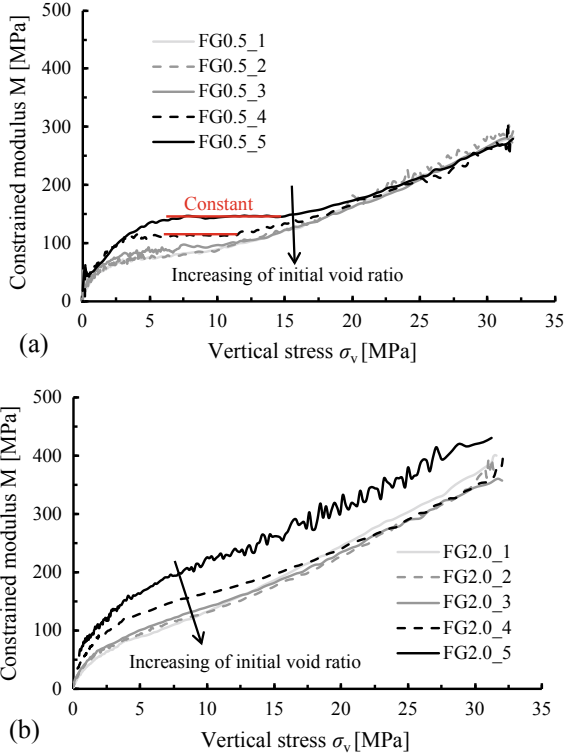 500
400
300
200
100
0
Constrained modulus M [MPa]
FG0.5_1
FG0.5_2
FG0.5_3
FG0.5_4
FG0.5_5
Constant
Increasing of initial void ratio
0 5 10 15 20 25 30 35
(a)
Vertical stress σv [MPa]
500
400
300
200
100
0
Constrained modulus M [MPa]
FG2.0_1
FG2.0_2
FG2.0_3
FG2.0_4
FG2.0_5
Increasing of initial void ratio
0 5 10 15 20 25 30 35
(b)
Vertical stress σv [MPa]